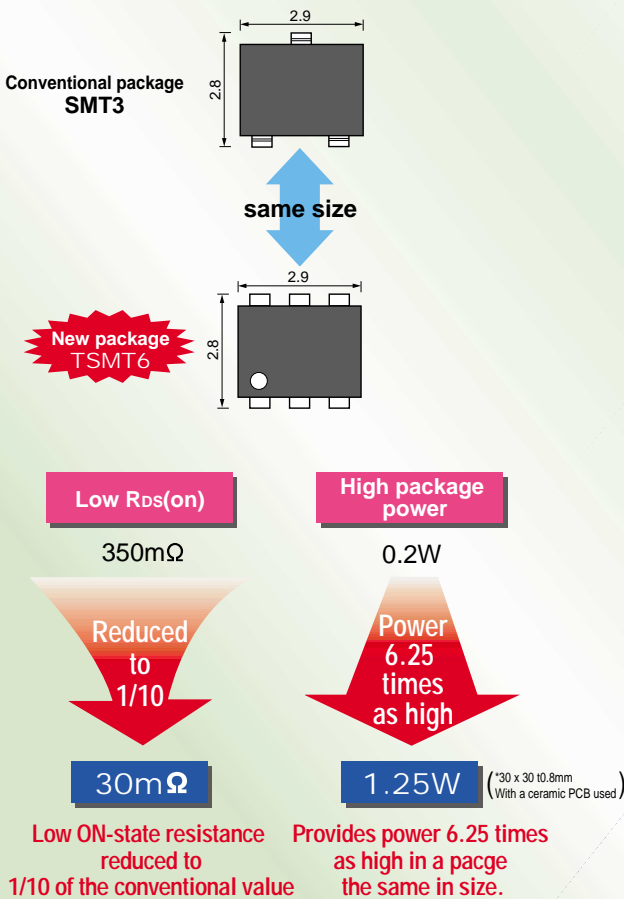 2.9
2.8
Conventional package
SMT3
same size
2.9
2.8
New package
TSMT6
Low RDS(on)
350mΩ
Reduced
to
1/10
30mΩ
Low ON-state resistance
reduced to
1/10 of the conventional value
High package
power
0.2W
Power
6.25
times
as high
1.25W
(*30 x 30 t0.8mm
With a ceramic PCB used)
Provides power 6.25 times
as high in a pacge
the same in size.